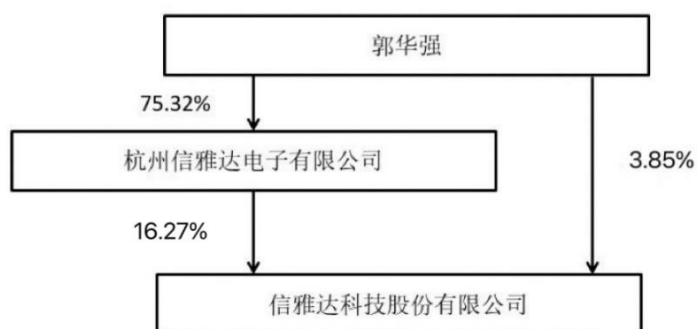 郭华强
75.32%
杭州信雅达电子有限公司
3.85%
16.27%
信雅达科技股份有限公司